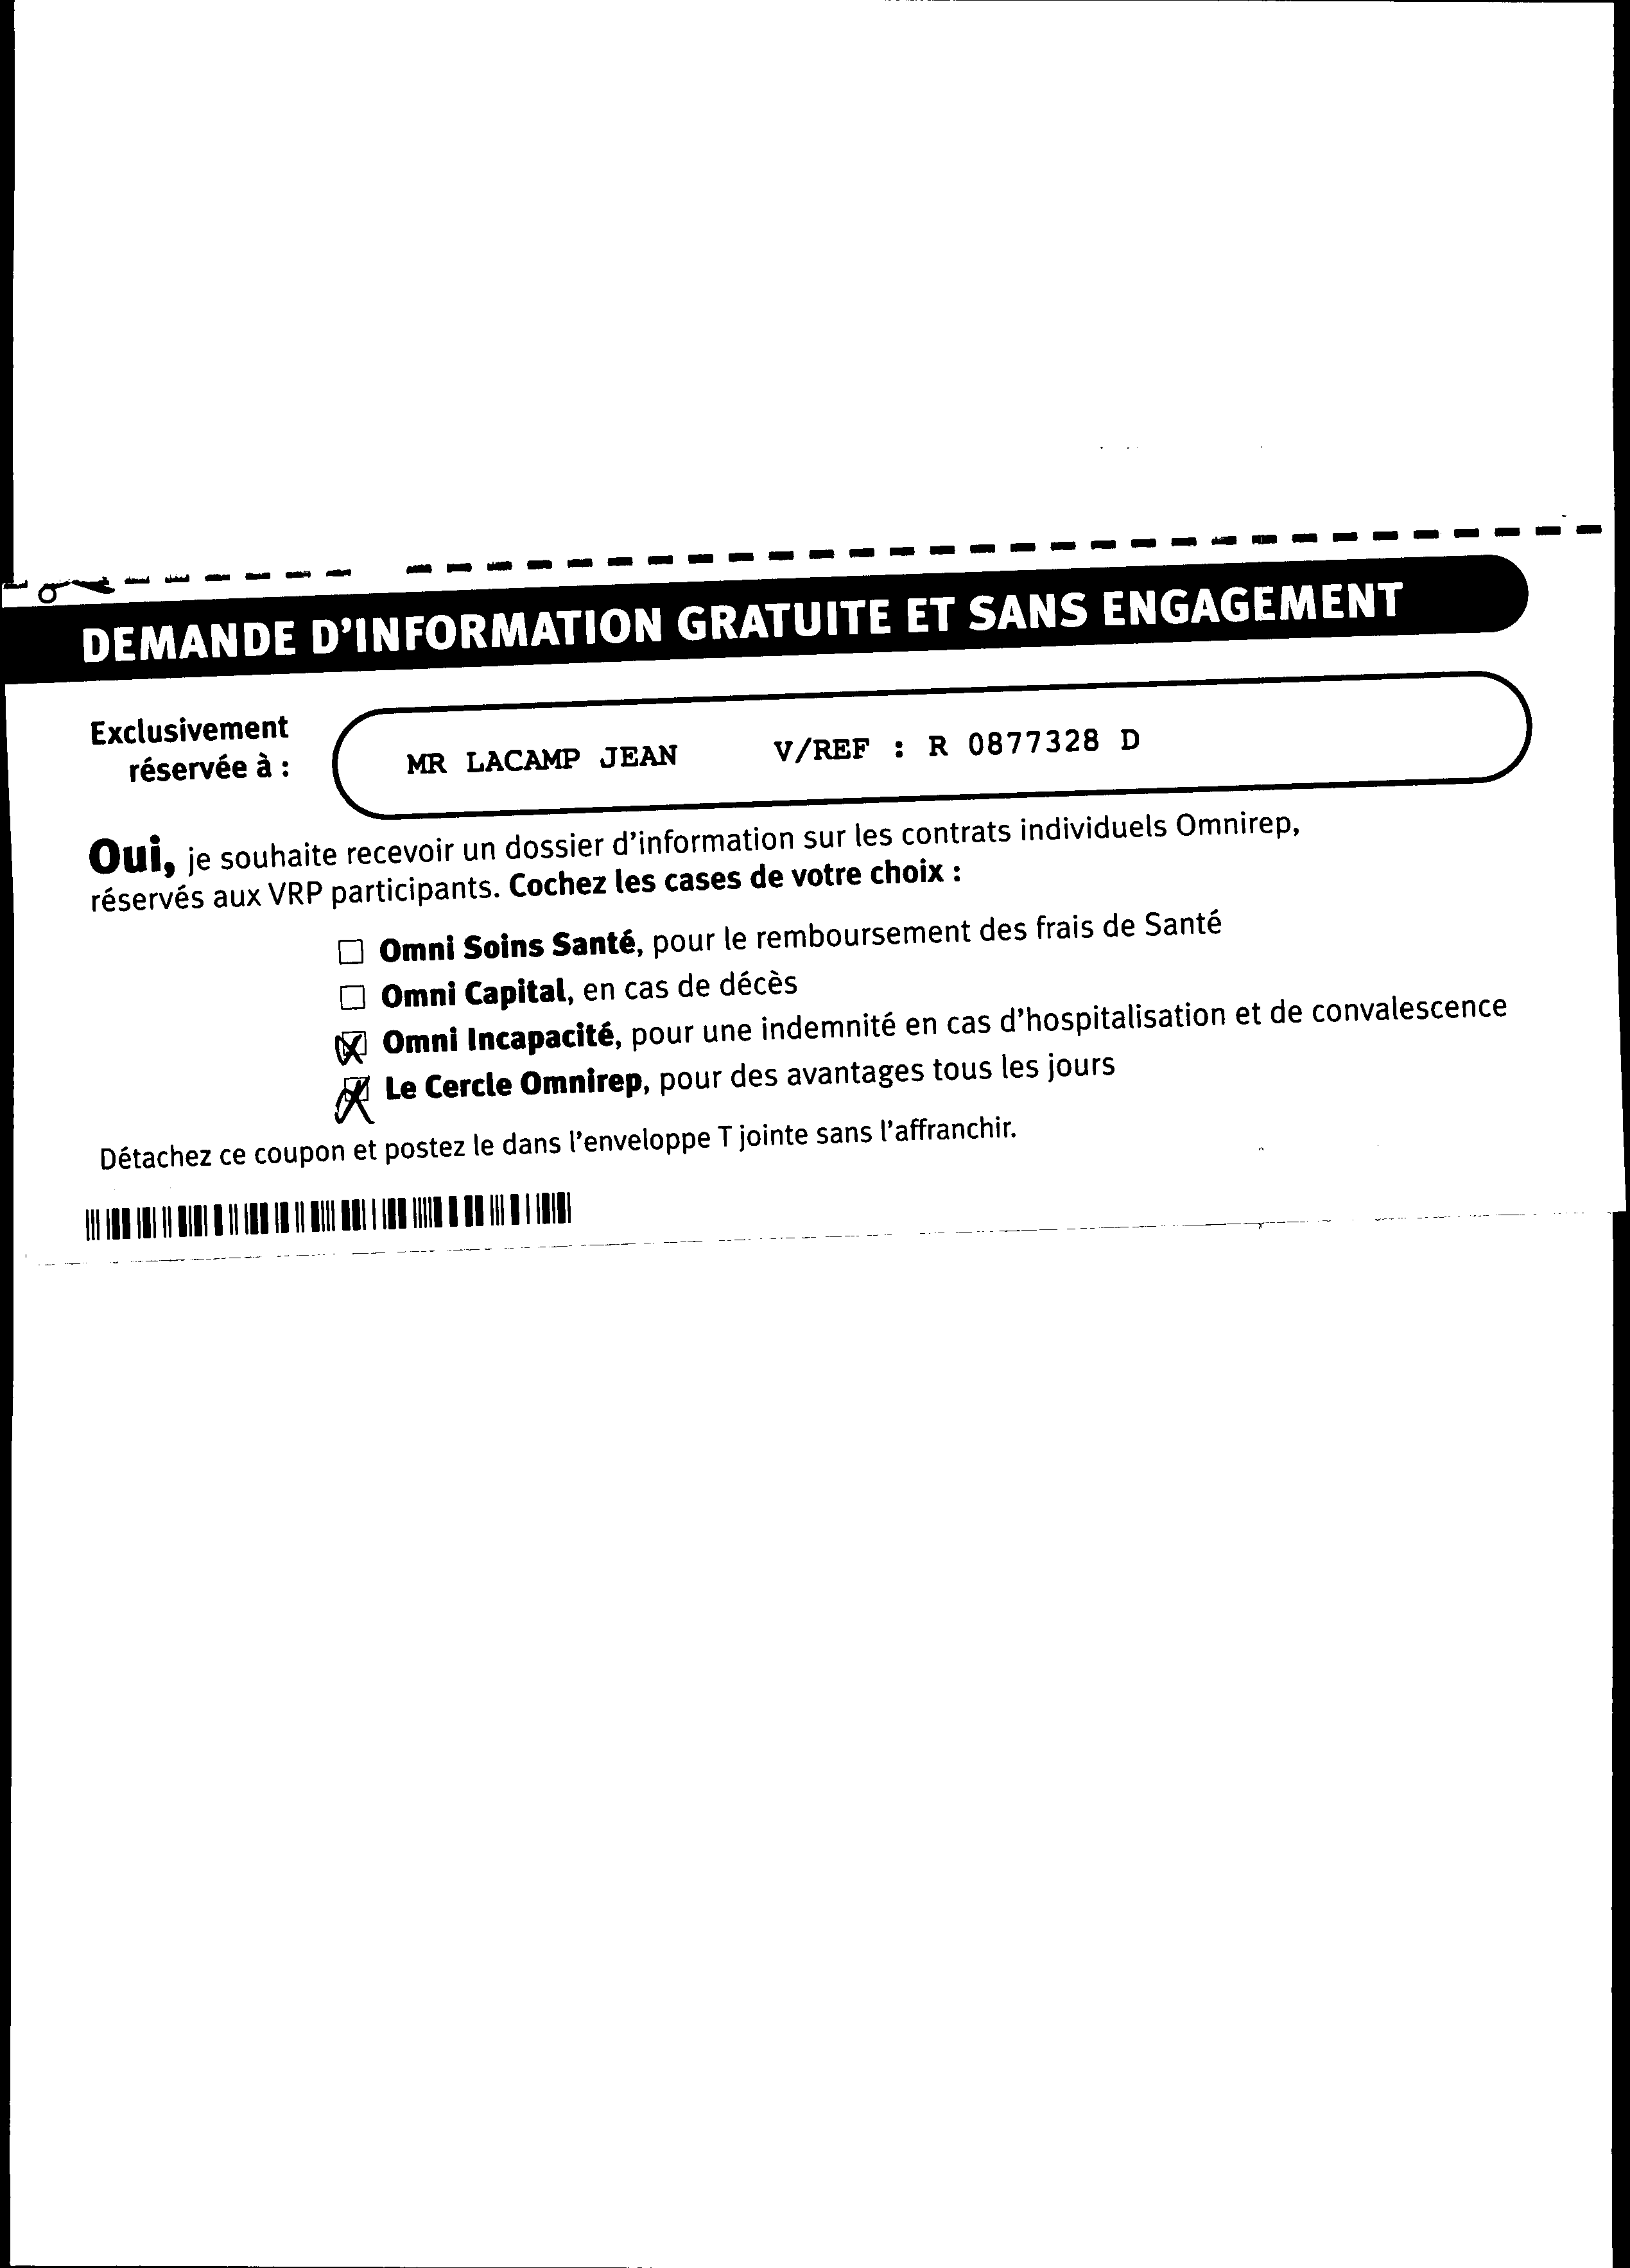 DEMANDE D'INFORMATION GRATUITE ET SANS ENGAGEMENT
Exclusivement
réservée à :
MR LACAMP JEAN V/REF : R 0877328 D
Oui, je souhaite recevoir un dossier d'information sur les contrats individuels Omnirep,
réservés aux VRP participants. Cochez les cases de votre choix :
☐ Omni Soins Santé, pour le remboursement des frais de Santé
☐ Omni Capital, en cas de décès
☒ Omni Incapacité, pour une indemnité en cas d'hospitalisation et de convalescence
☒ Le Cercle Omnirep, pour des avantages tous les jours
Détachez ce coupon et postez le dans l'enveloppe T jointe sans l'affranchir.